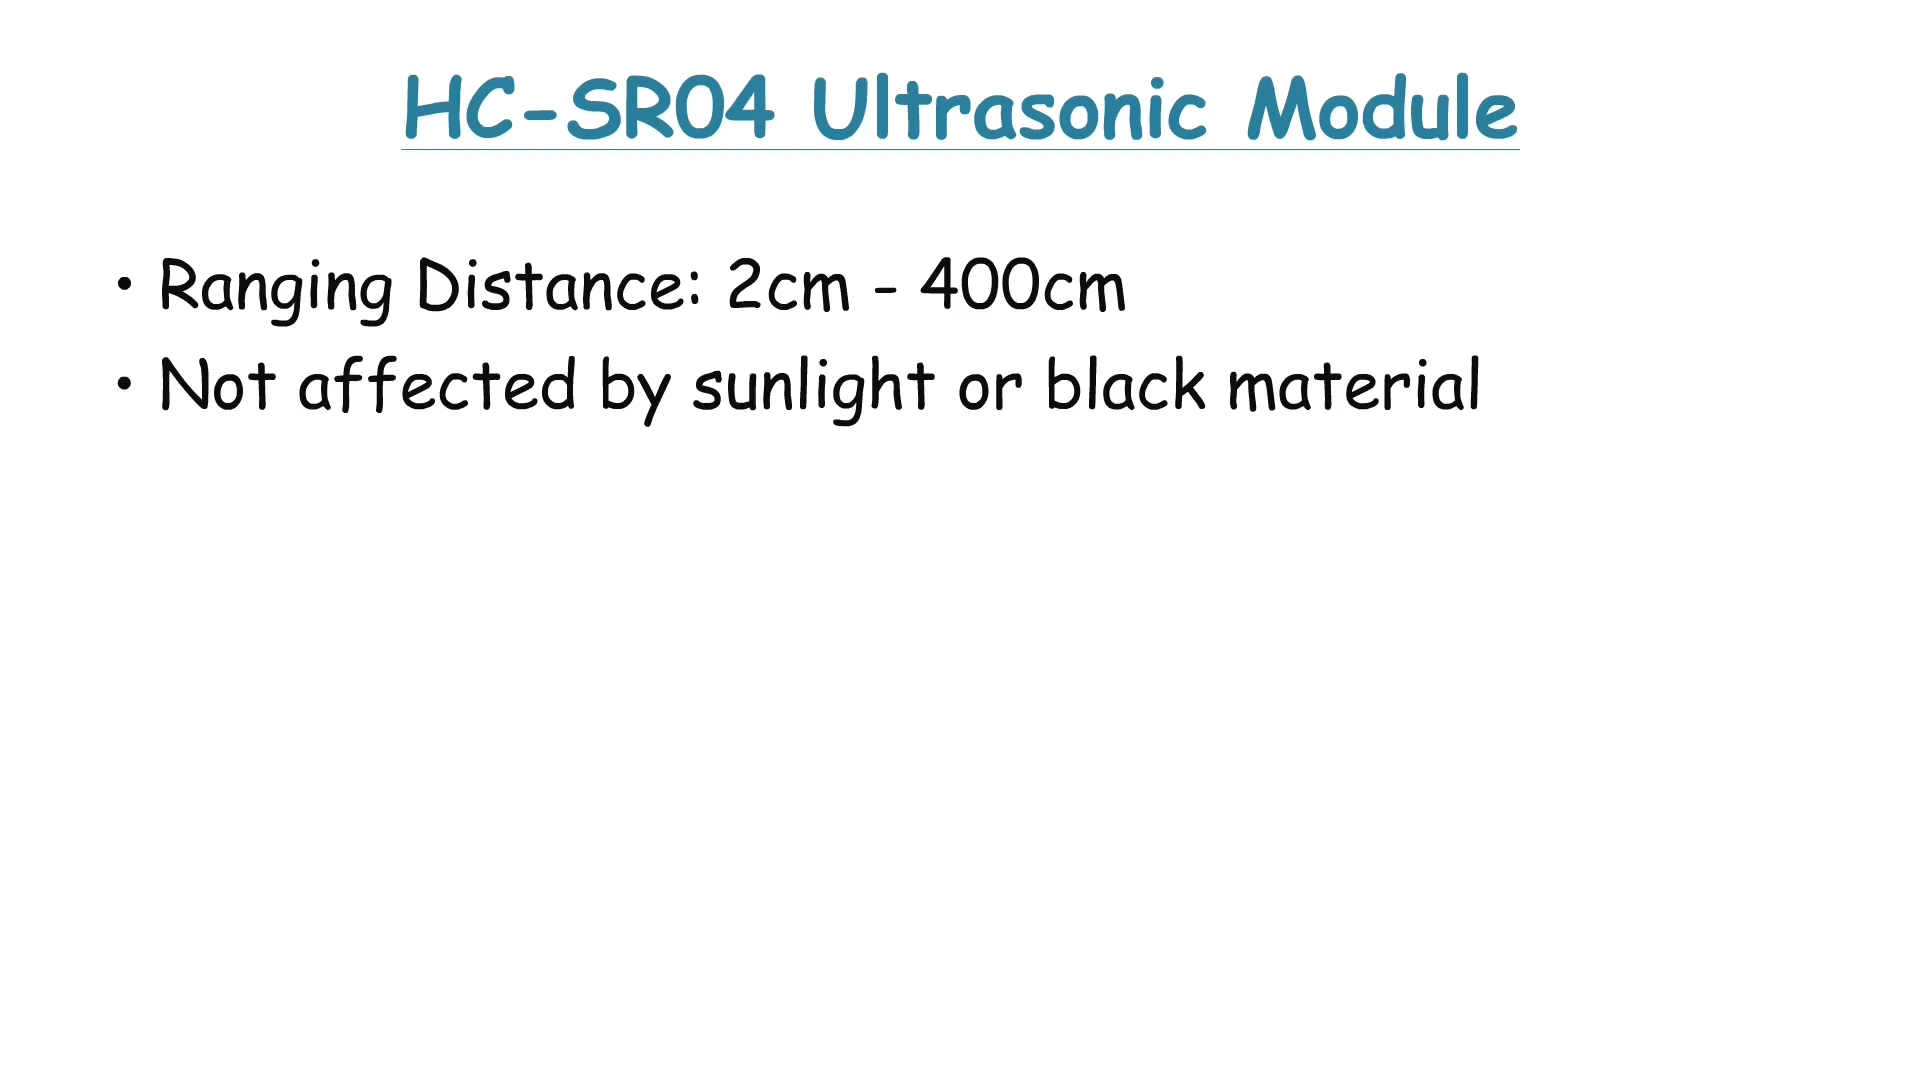 HC-SR04 Ultrasonic Module
• Ranging Distance: 2cm - 400cm
• Not affected by sunlight or black material